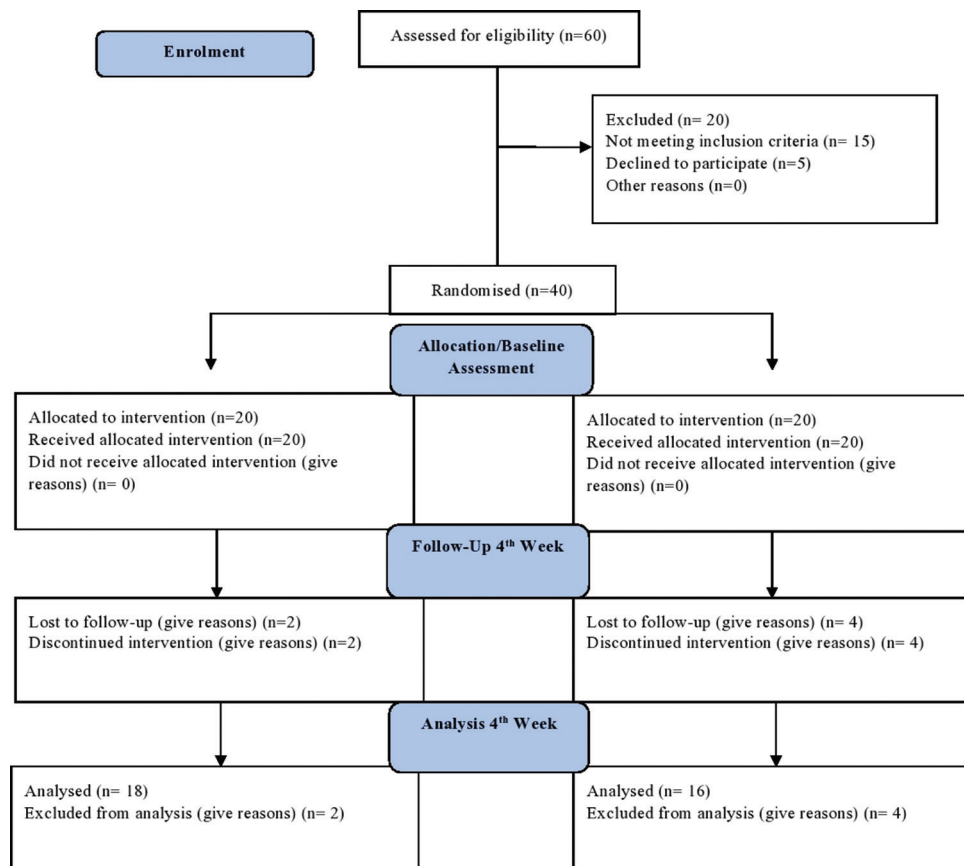 Assessed for eligibility (n=60)
Enrolment
Excluded (n= 20)
Not meeting inclusion criteria (n= 15)
Declined to participate (n=5)
Other reasons (n=0)
Randomised (n=40)
Allocation/Baseline
Assessment
Allocated to intervention (n=20)
Received allocated intervention (n=20)
Did not receive allocated intervention (give
reasons) (n= 0)
Allocated to intervention (n=20)
Received allocated intervention (n=20)
Did not receive allocated intervention (give
reasons) (n=0)
Follow-Up 4th Week
Lost to follow-up (give reasons) (n=2)
Discontinued intervention (give reasons) (n=2)
Lost to follow-up (give reasons) (n= 4)
Discontinued intervention (give reasons) (n= 4)
Analysis 4th Week
Analysed (n= 18)
Excluded from analysis (give reasons) (n= 2)
Analysed (n= 16)
Excluded from analysis (give reasons) (n= 4)